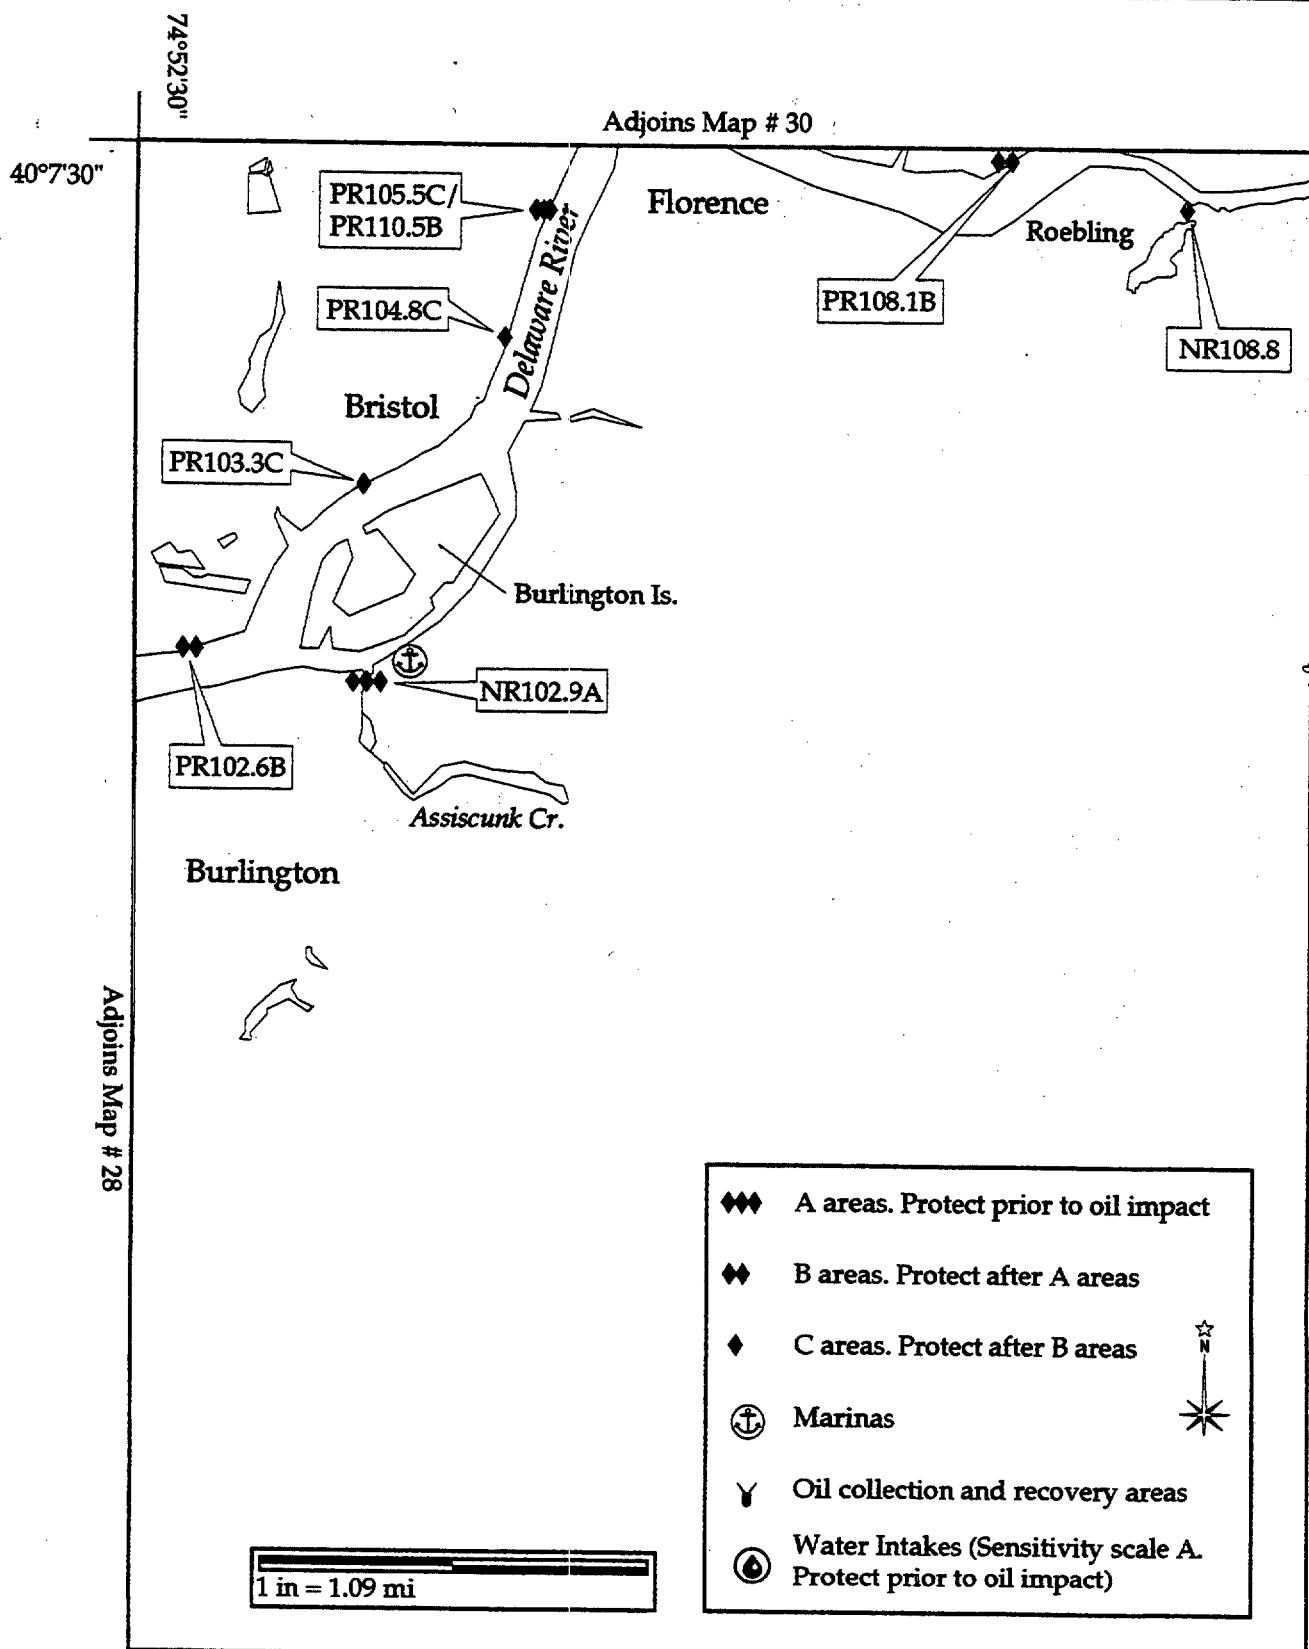 74°52'30"
Adjoins Map # 30
40°7'30"
PR105.5C/
PR110.5B
Florence
Delaware River
Roebling
PR104.8C
PR108.1B
NR108.8
Bristol
PR103.3C
Burlington Is.
NR102.9A
PR102.6B
Assiscunk Cr.
Burlington
Adjoins Map # 28
A areas. Protect prior to oil impact
B areas. Protect after A areas
C areas. Protect after B areas
N
Marinas
Oil collection and recovery areas
Water Intakes (Sensitivity scale A.
Protect prior to oil impact)
1 in = 1.09 mi